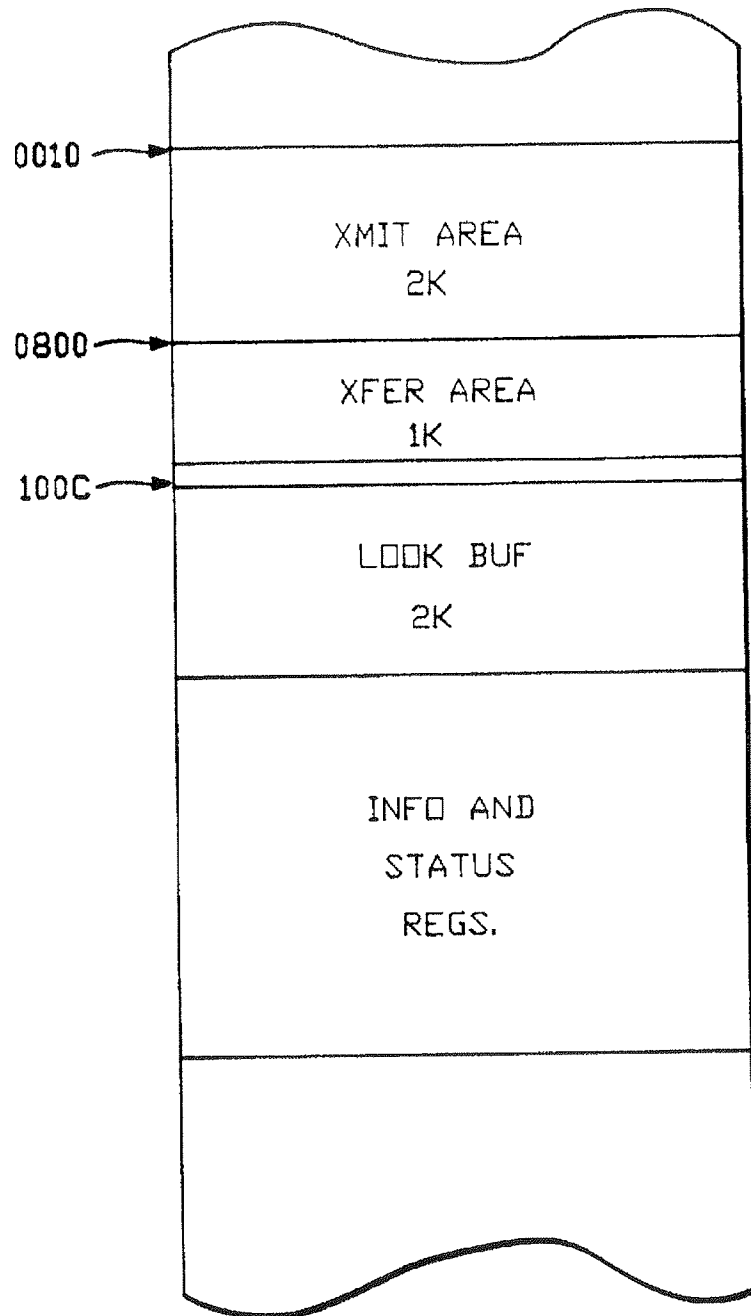 0010
XMIT AREA
2K
0800
XFER AREA
1K
100C
LOOK BUF
2K
INFO AND
STATUS
REGS.